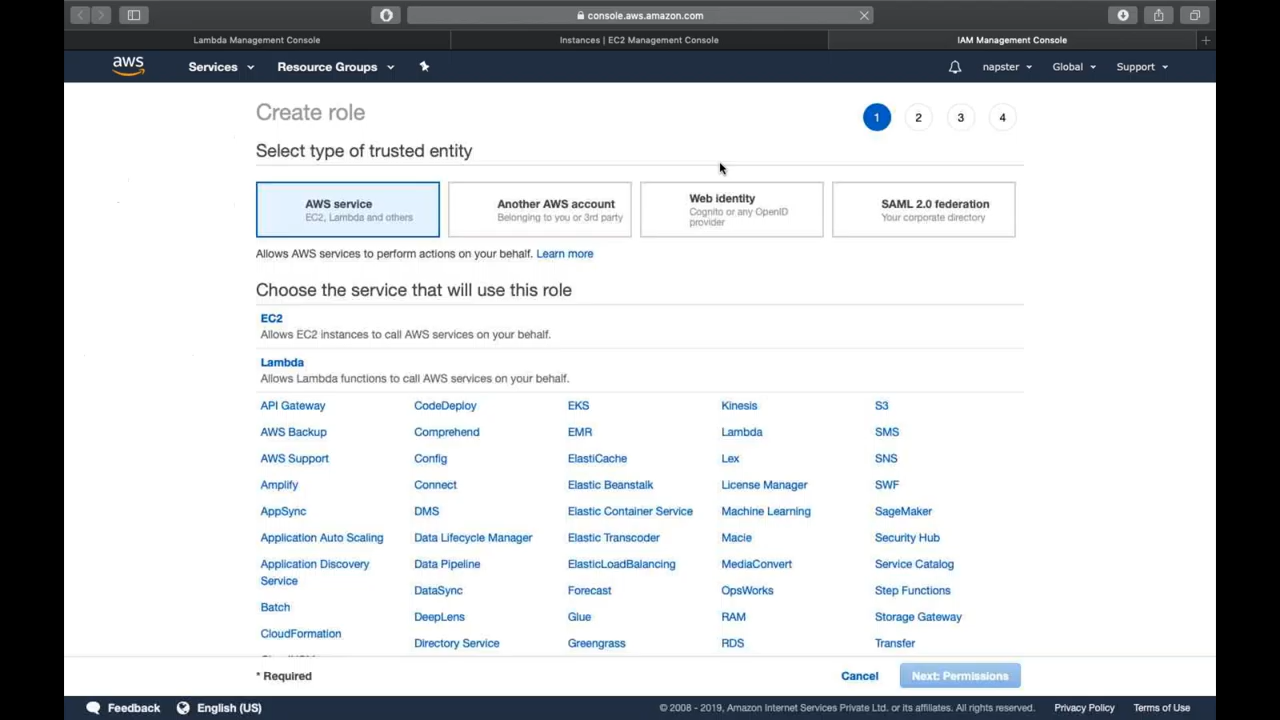 console.aws.amazon.com
Lambda Management Console
Instances | EC2 Management Console
IAM Management Console
aws
Services
Resource Groups
napster
Global
Support
Create role
1
2
3
4
Select type of trusted entity
AWS service
EC2, Lambda and others
Another AWS account
Belonging to you or 3rd party
Web identity
Cognito or any OpenID
provider
SAML 2.0 federation
Your corporate directory
Allows AWS services to perform actions on your behalf. Learn more
Choose the service that will use this role
EC2
Allows EC2 instances to call AWS services on your behalf.
Lambda
Allows Lambda functions to call AWS services on your behalf.
API Gateway
CodeDeploy
EKS
Kinesis
S3
AWS Backup
Comprehend
EMR
Lambda
SMS
AWS Support
Config
ElastiCache
Lex
SNS
Amplify
Connect
Elastic Beanstalk
License Manager
SWF
AppSync
DMS
Elastic Container Service
Machine Learning
SageMaker
Application Auto Scaling
Data Lifecycle Manager
Elastic Transcoder
Macie
Security Hub
Application Discovery
Service
Data Pipeline
ElasticLoadBalancing
MediaConvert
Service Catalog
DataSync
Forecast
OpsWorks
Step Functions
Batch
DeepLens
Glue
RAM
Storage Gateway
CloudFormation
Directory Service
Greengrass
RDS
Transfer
* Required
Cancel
Next: Permissions
Feedback
English (US)
© 2008 - 2019, Amazon Internet Services Private Ltd. or its affiliates. All rights reserved.
Privacy Policy
Terms of Use